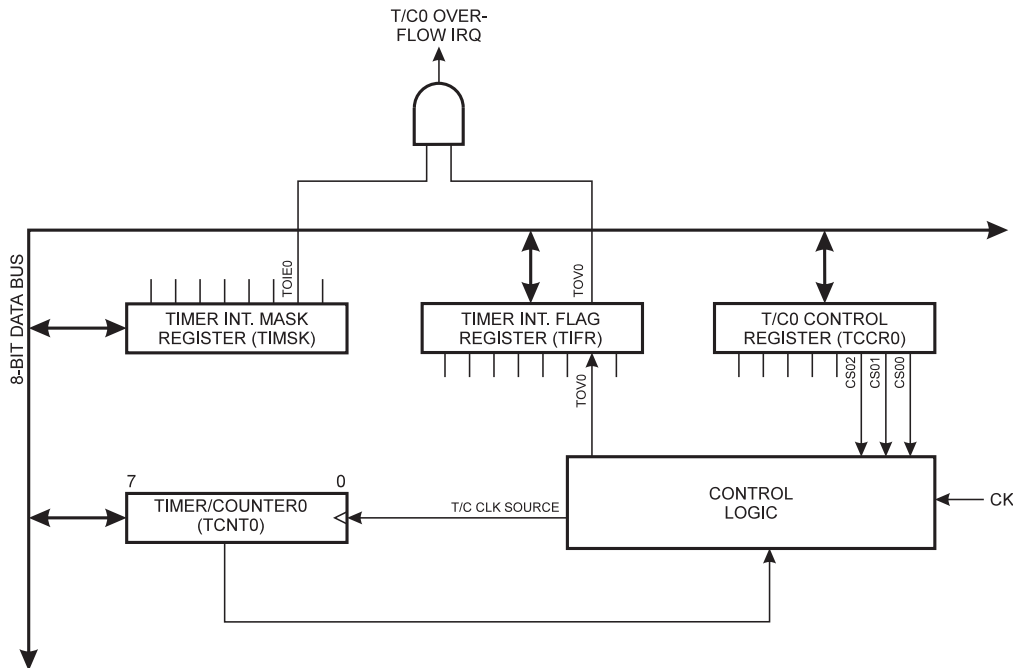 T/C0 OVER-
FLOW IRQ
8-BIT DATA BUS
TOIE0
TOV0
TIMER INT. MASK
REGISTER (TIMSK)
TIMER INT. FLAG
REGISTER (TIFR)
T/C0 CONTROL
REGISTER (TCCR0)
TOV0
CS02
CS01
CS00
7
0
TIMER/COUNTER0
(TCNT0)
T/C CLK SOURCE
CONTROL
LOGIC
CK